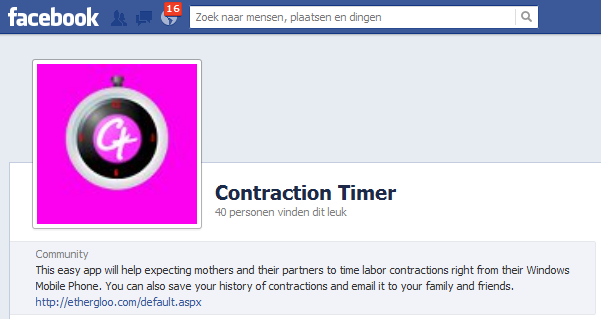 facebook
16
Zoek naar mensen, plaatsen en dingen
Contraction Timer
40 personen vinden dit leuk
Community
This easy app will help expecting mothers and their partners to time labor contractions right from their Windows
Mobile Phone. You can also save your history of contractions and email it to your family and friends.
http://ethergloo.com/default.aspx